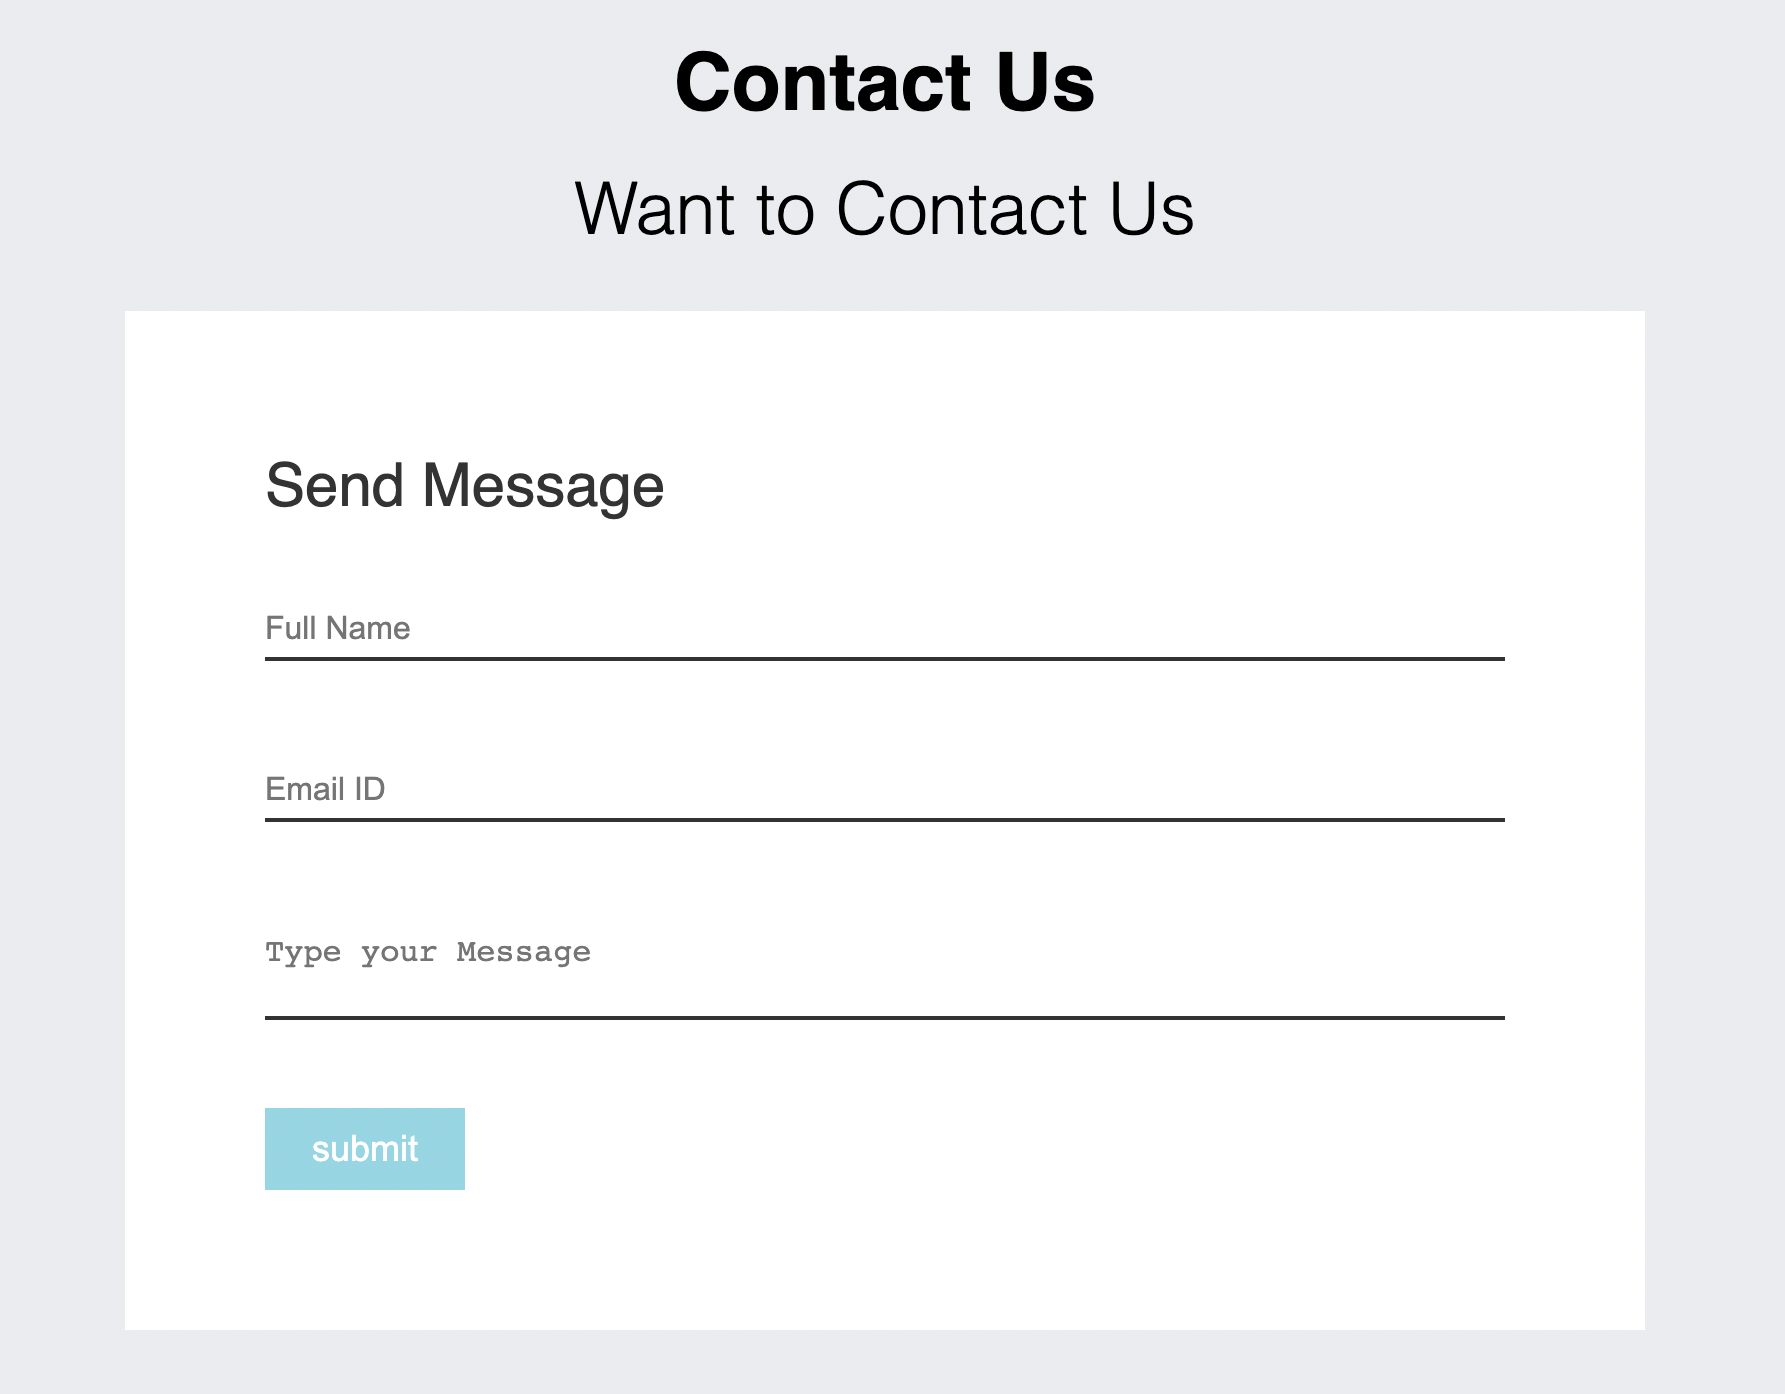 Contact Us
Want to Contact Us
Send Message
Full Name
Email ID
Type your Message
submit